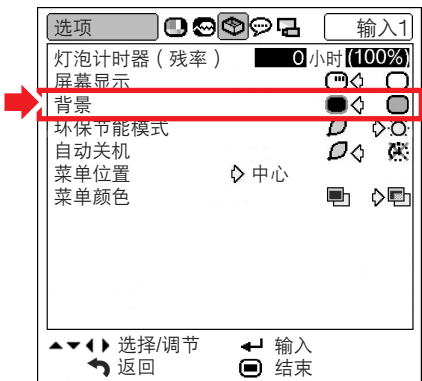 选项 输入1
灯泡计时器（残率） 0 小时 (100%)
屏幕显示
背景
环保节能模式
自动关机
菜单位置 中心
菜单颜色
选择/调节 输入
返回 结束